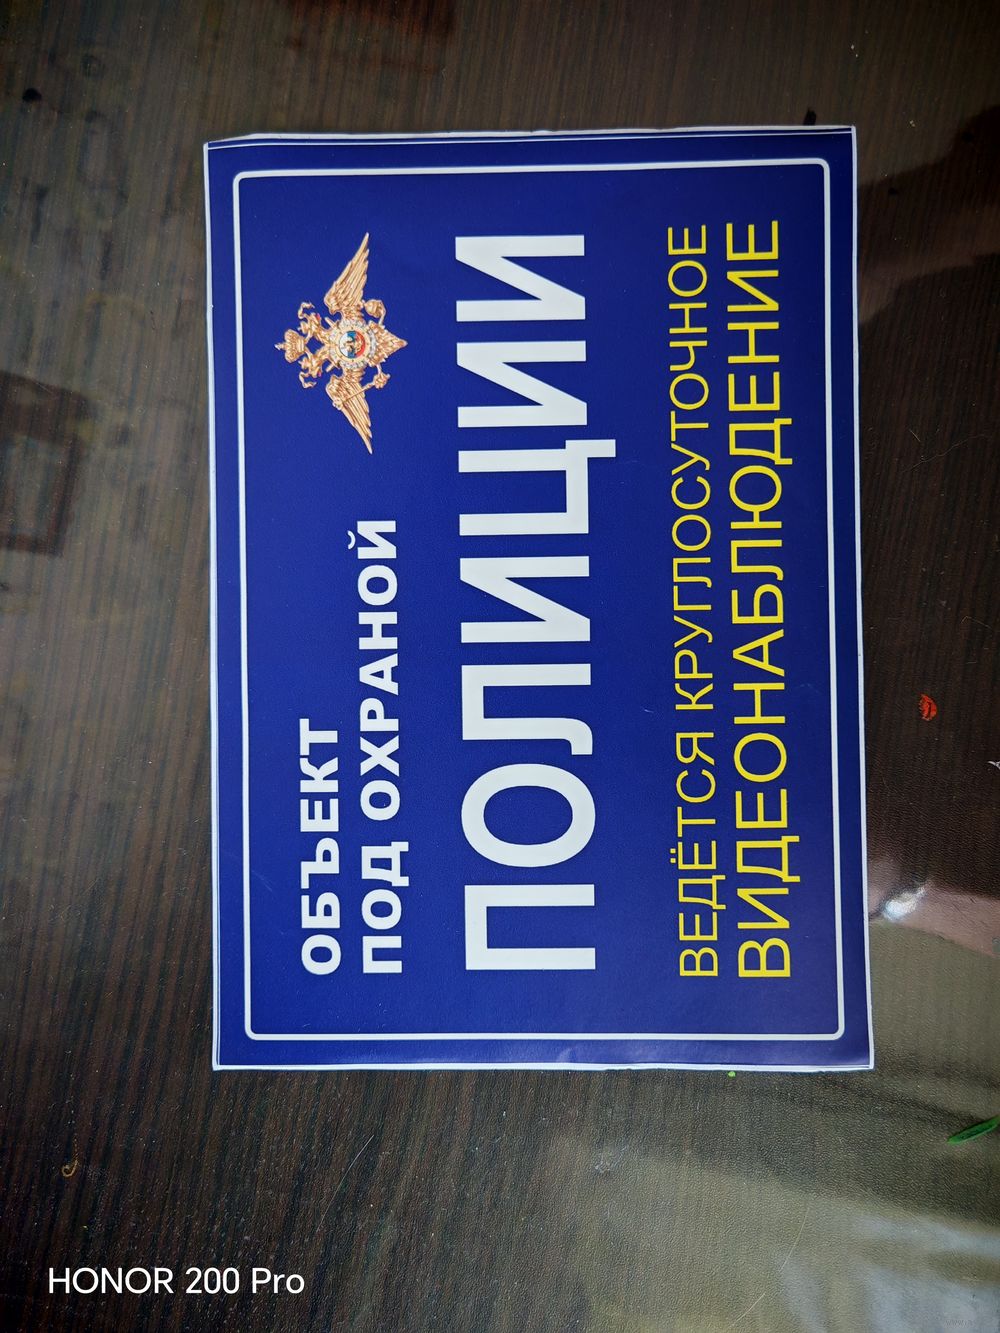 ОБЪЕКТ
ПОД ОХРАНОЙ
ПОЛИЦИИ
ВЕДЁТСЯ КРУГЛОСУТОЧНОЕ
ВИДЕОНАБЛЮДЕНИЕ
HONOR 200 Pro